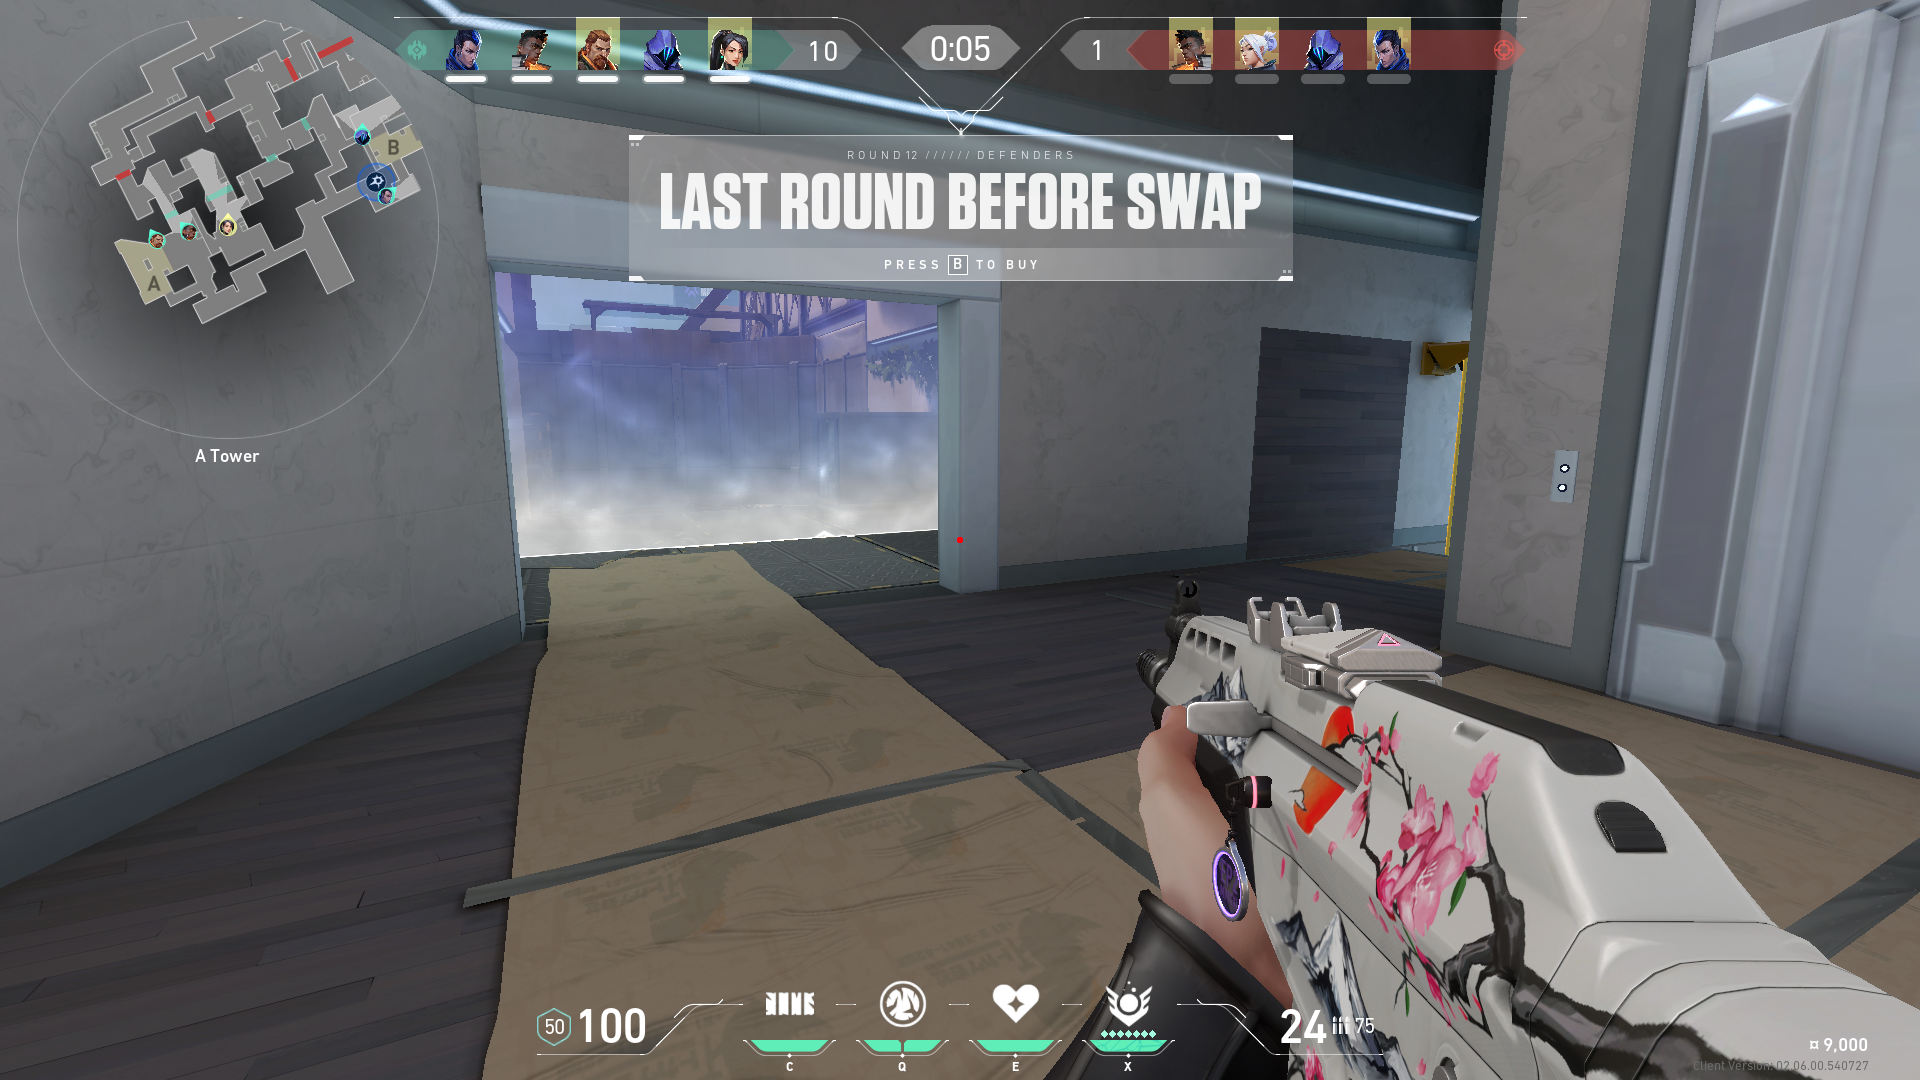 10
0:05
1
ROUND 12 ////// DEFENDERS
LAST ROUND BEFORE SWAP
PRESS B TO BUY
B
A
A Tower
50 100
C
Q
E
X
24 75
¤ 9,000
Client Version: 02.06.00.540727